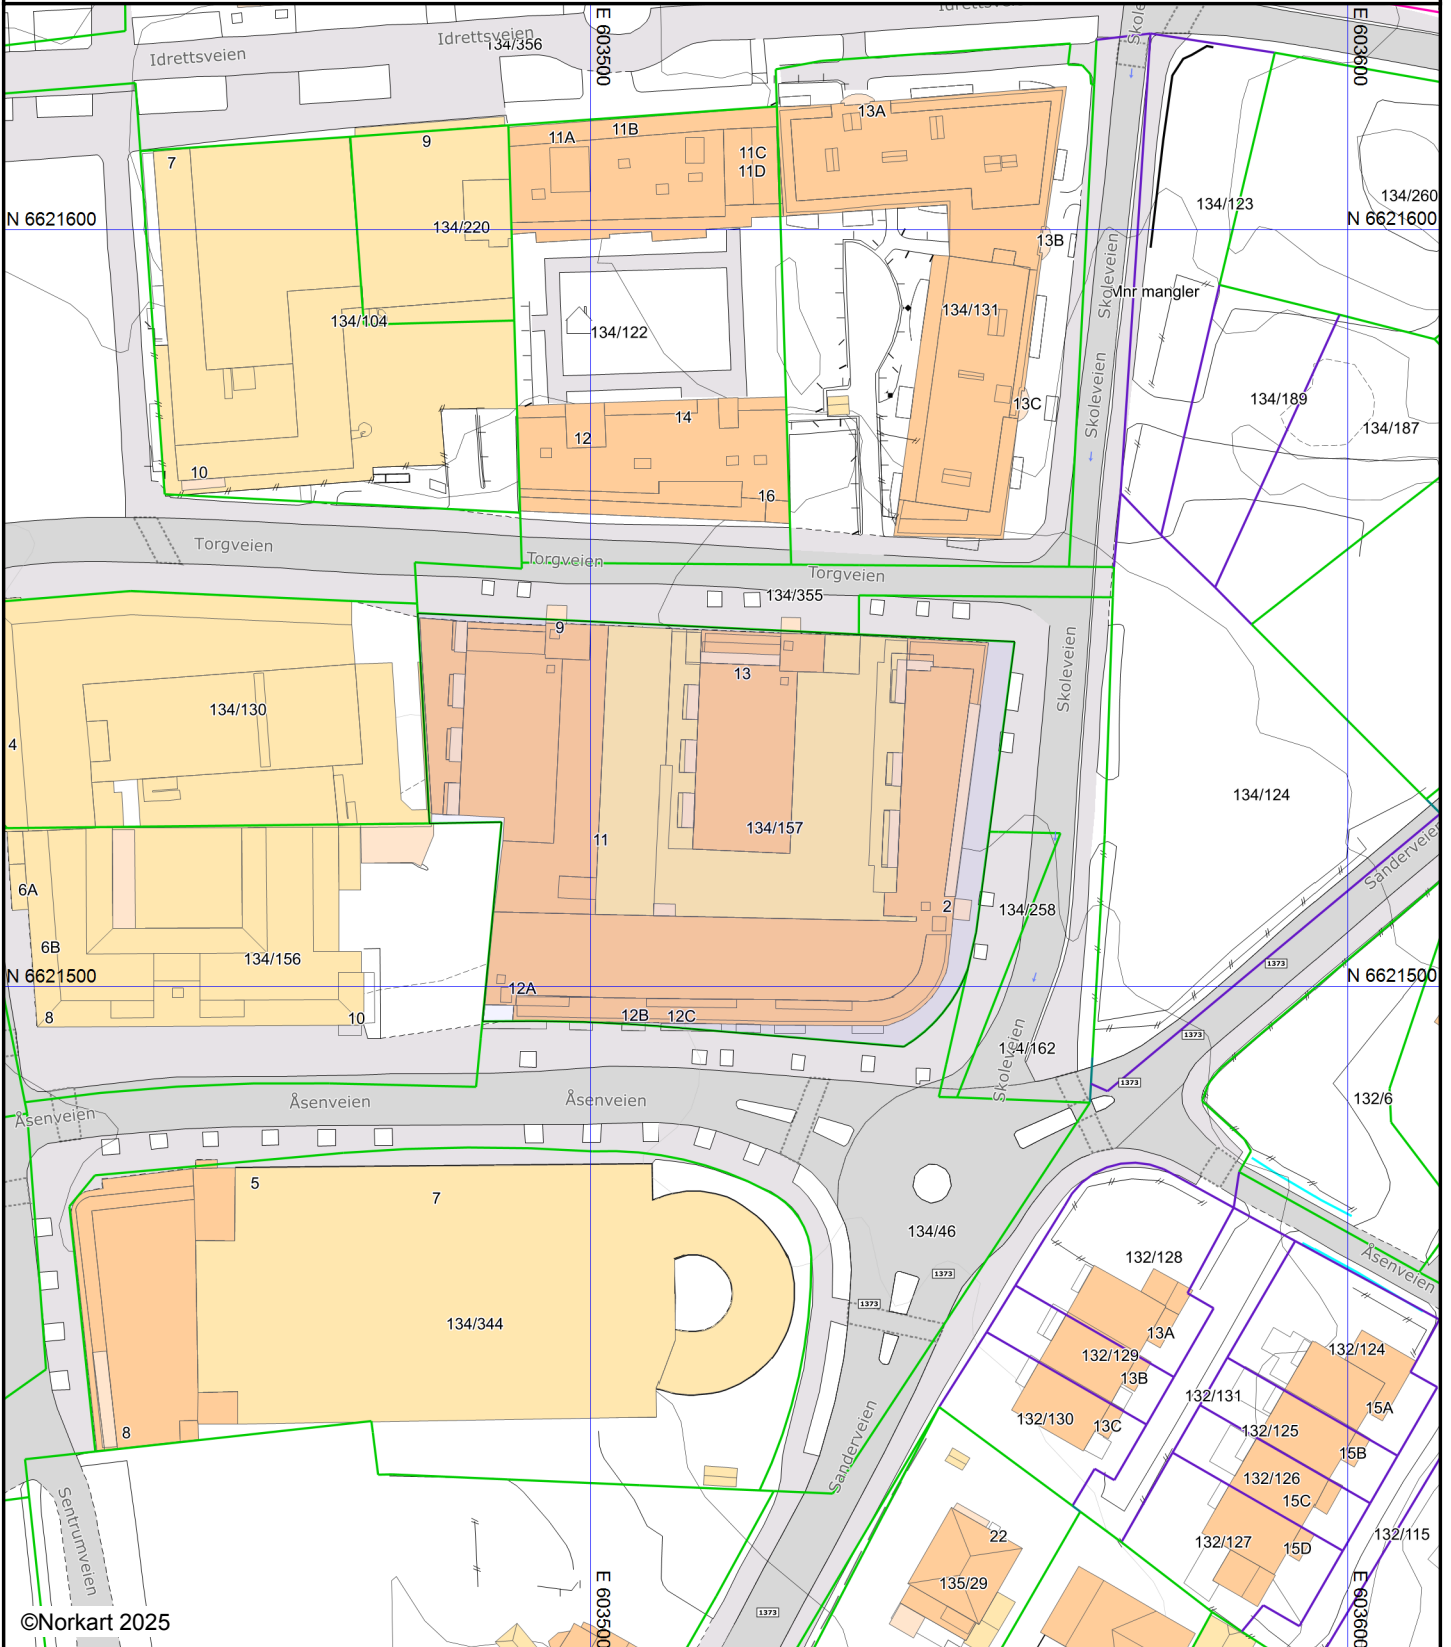 Idrettsveien
Idrettsveien
Idrettsveien
134/356
Skole
E 603500
E 603600
13A
11A
11B
11C
11D
9
7
134/220
N 6621600
N 6621600
134/123
134/260
13B
Skoleveien
Mnr mangler
134/104
134/122
134/131
Skoleveien
134/189
134/187
13C
12
14
16
10
Torgveien
Torgveien
Torgveien
134/355
9
13
Skoleveien
134/130
4
134/124
134/157
11
Sanderveien
6A
2
134/258
6B
134/156
1373
N 6621500
N 6621500
12A
12B
12C
8
10
1373
134/162
Skoleveien
1373
132/6
Åsenveien
Åsenveien
Åsenveien
5
7
134/46
132/128
Åsenveien
1373
1373
134/344
13A
132/129
132/124
13B
132/131
15A
132/130
13C
132/125
15B
8
Sanderveien
132/126
15C
Sentrumveien
22
132/127
15D
132/115
135/29
E 603500
E 603600
1373
©Norkart 2025